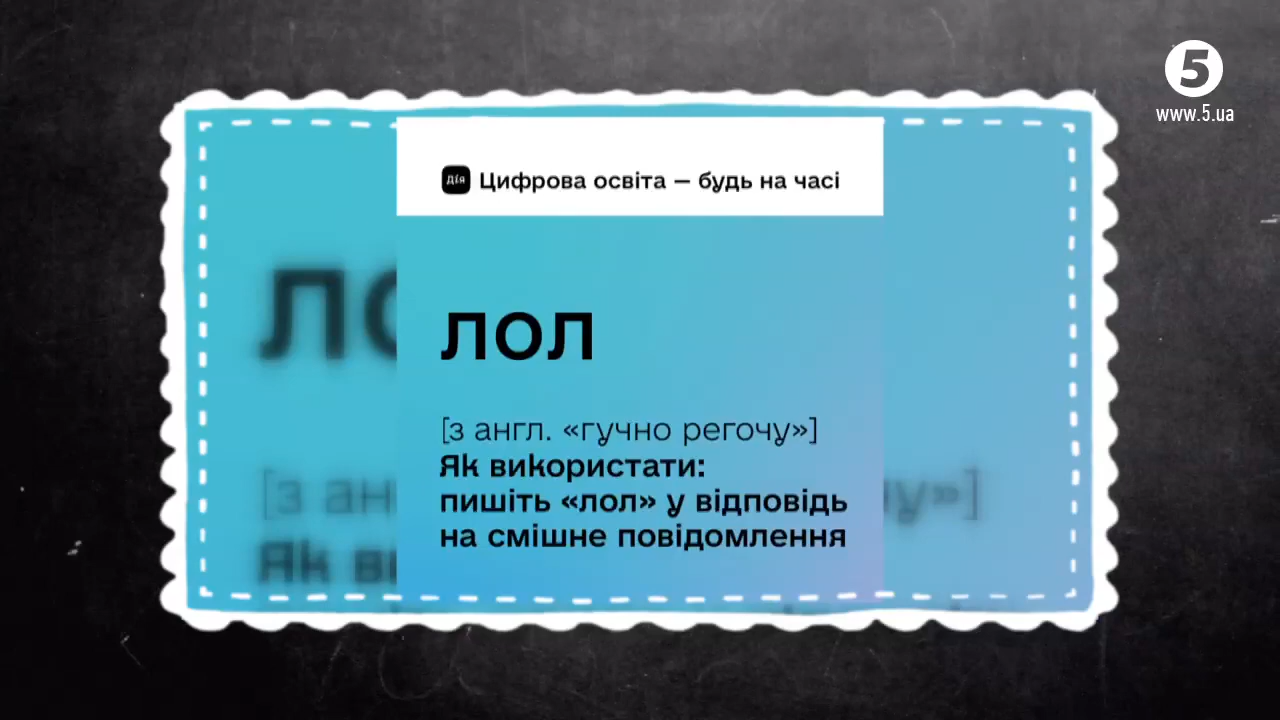 5
www.5.ua
Дія Цифрова освіта — будь на часі
ЛОЛ
[з англ. «гучно регочу»]
Як використати:
пишіть «лол» у відповідь
на смішне повідомлення